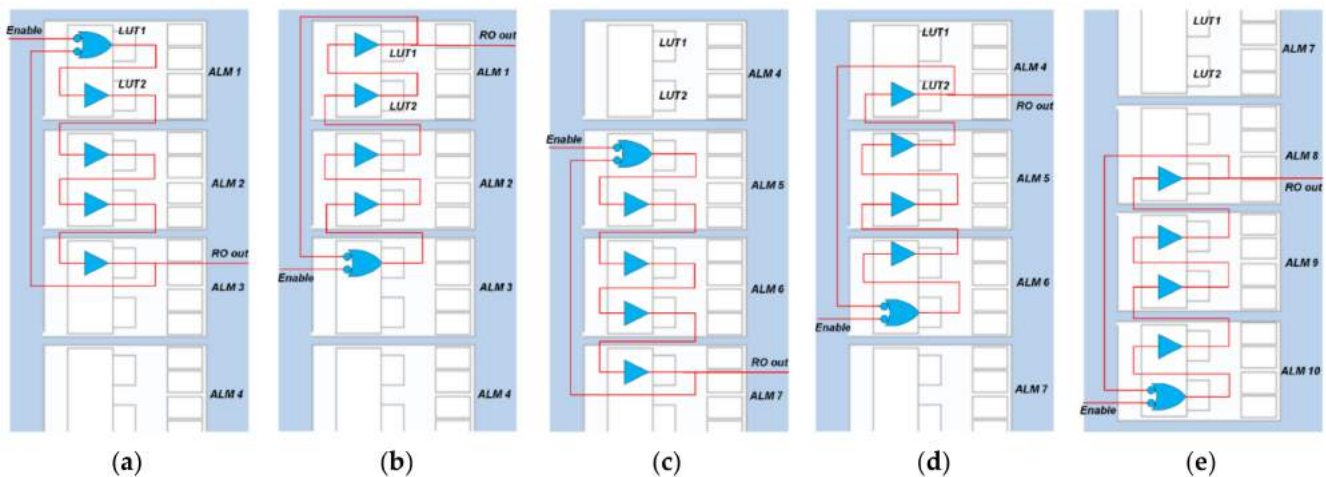 Enable
LUT1
ALM 1
LUT2
ALM 2
RO out
ALM 3
ALM 4
(a)
RO out
LUT1
ALM 1
LUT2
ALM 2
Enable
ALM 3
ALM 4
(b)
LUT1
ALM 4
LUT2
Enable
ALM 5
ALM 6
RO out
ALM 7
(c)
LUT1
ALM 4
LUT2
RO out
ALM 5
ALM 6
Enable
ALM 7
(d)
LUT1
ALM 7
LUT2
ALM 8
RO out
ALM 9
ALM 10
Enable
(e)